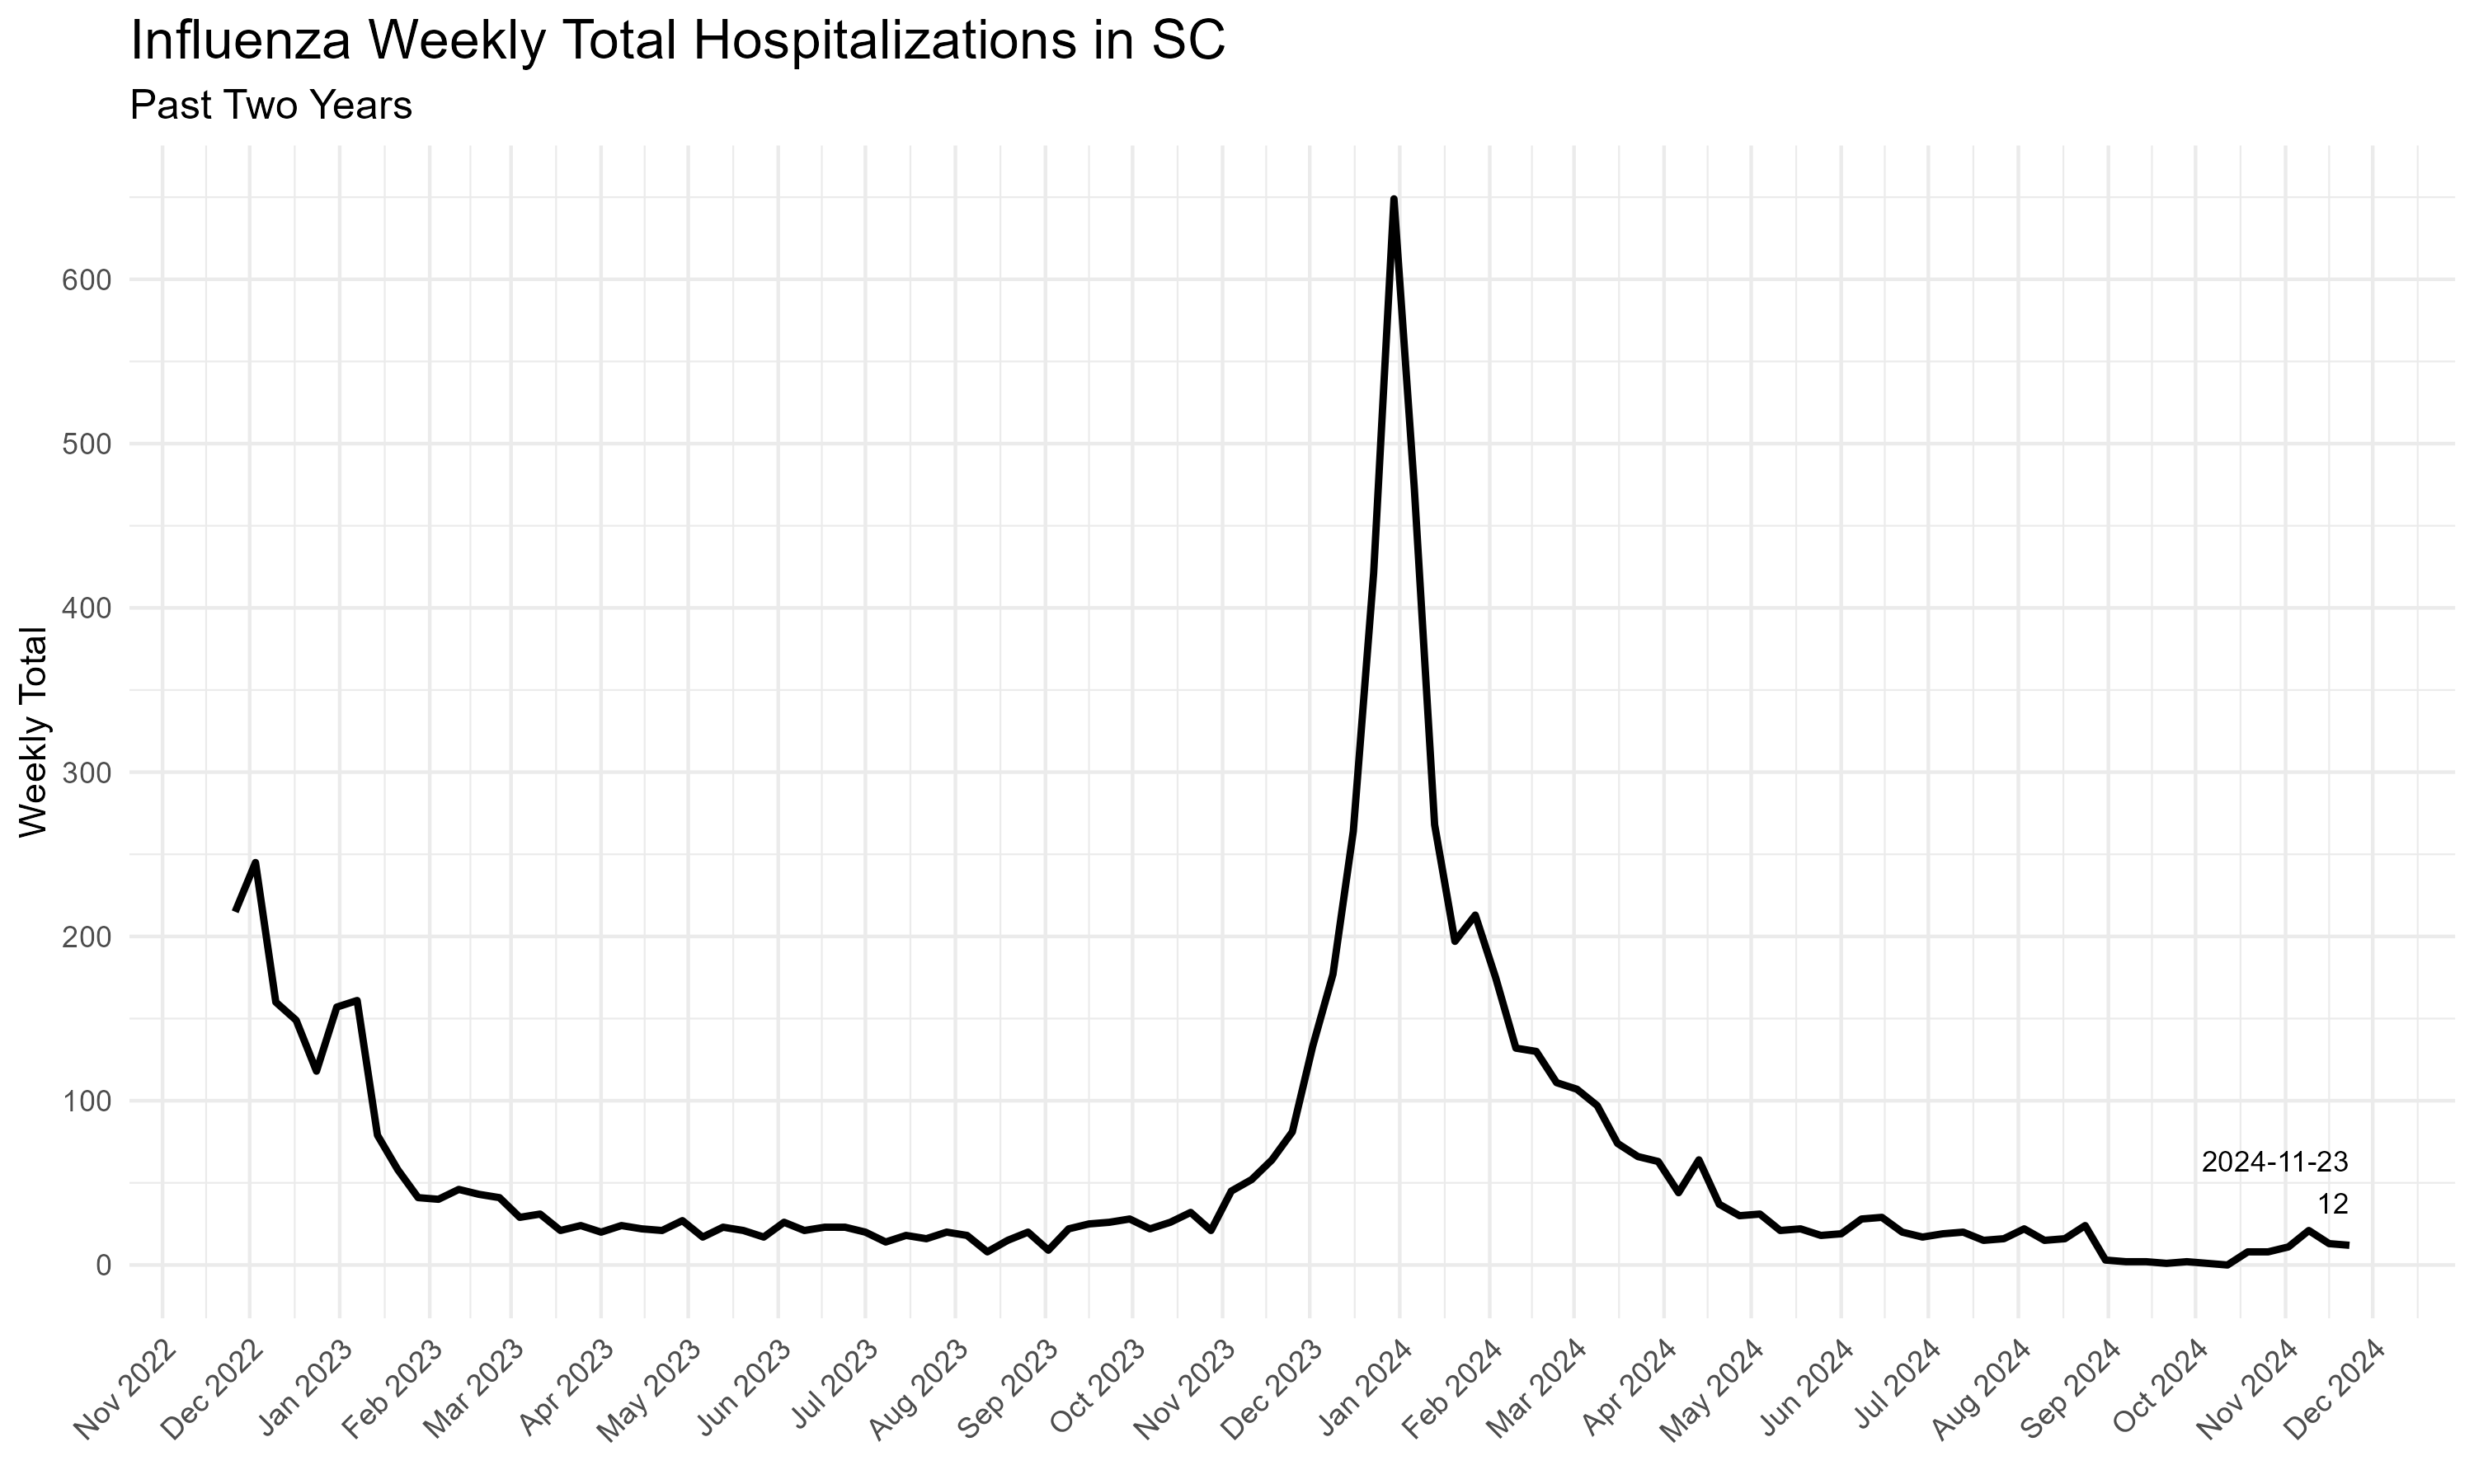 Influenza Weekly Total Hospitalizations in SC
Past Two Years
Weekly Total
600
500
400
300
200
100
0
2024-11-23
12
Nov 2022
Dec 2022
Jan 2023
Feb 2023
Mar 2023
Apr 2023
May 2023
Jun 2023
Jul 2023
Aug 2023
Sep 2023
Oct 2023
Nov 2023
Dec 2023
Jan 2024
Feb 2024
Mar 2024
Apr 2024
May 2024
Jun 2024
Jul 2024
Aug 2024
Sep 2024
Oct 2024
Nov 2024
Dec 2024